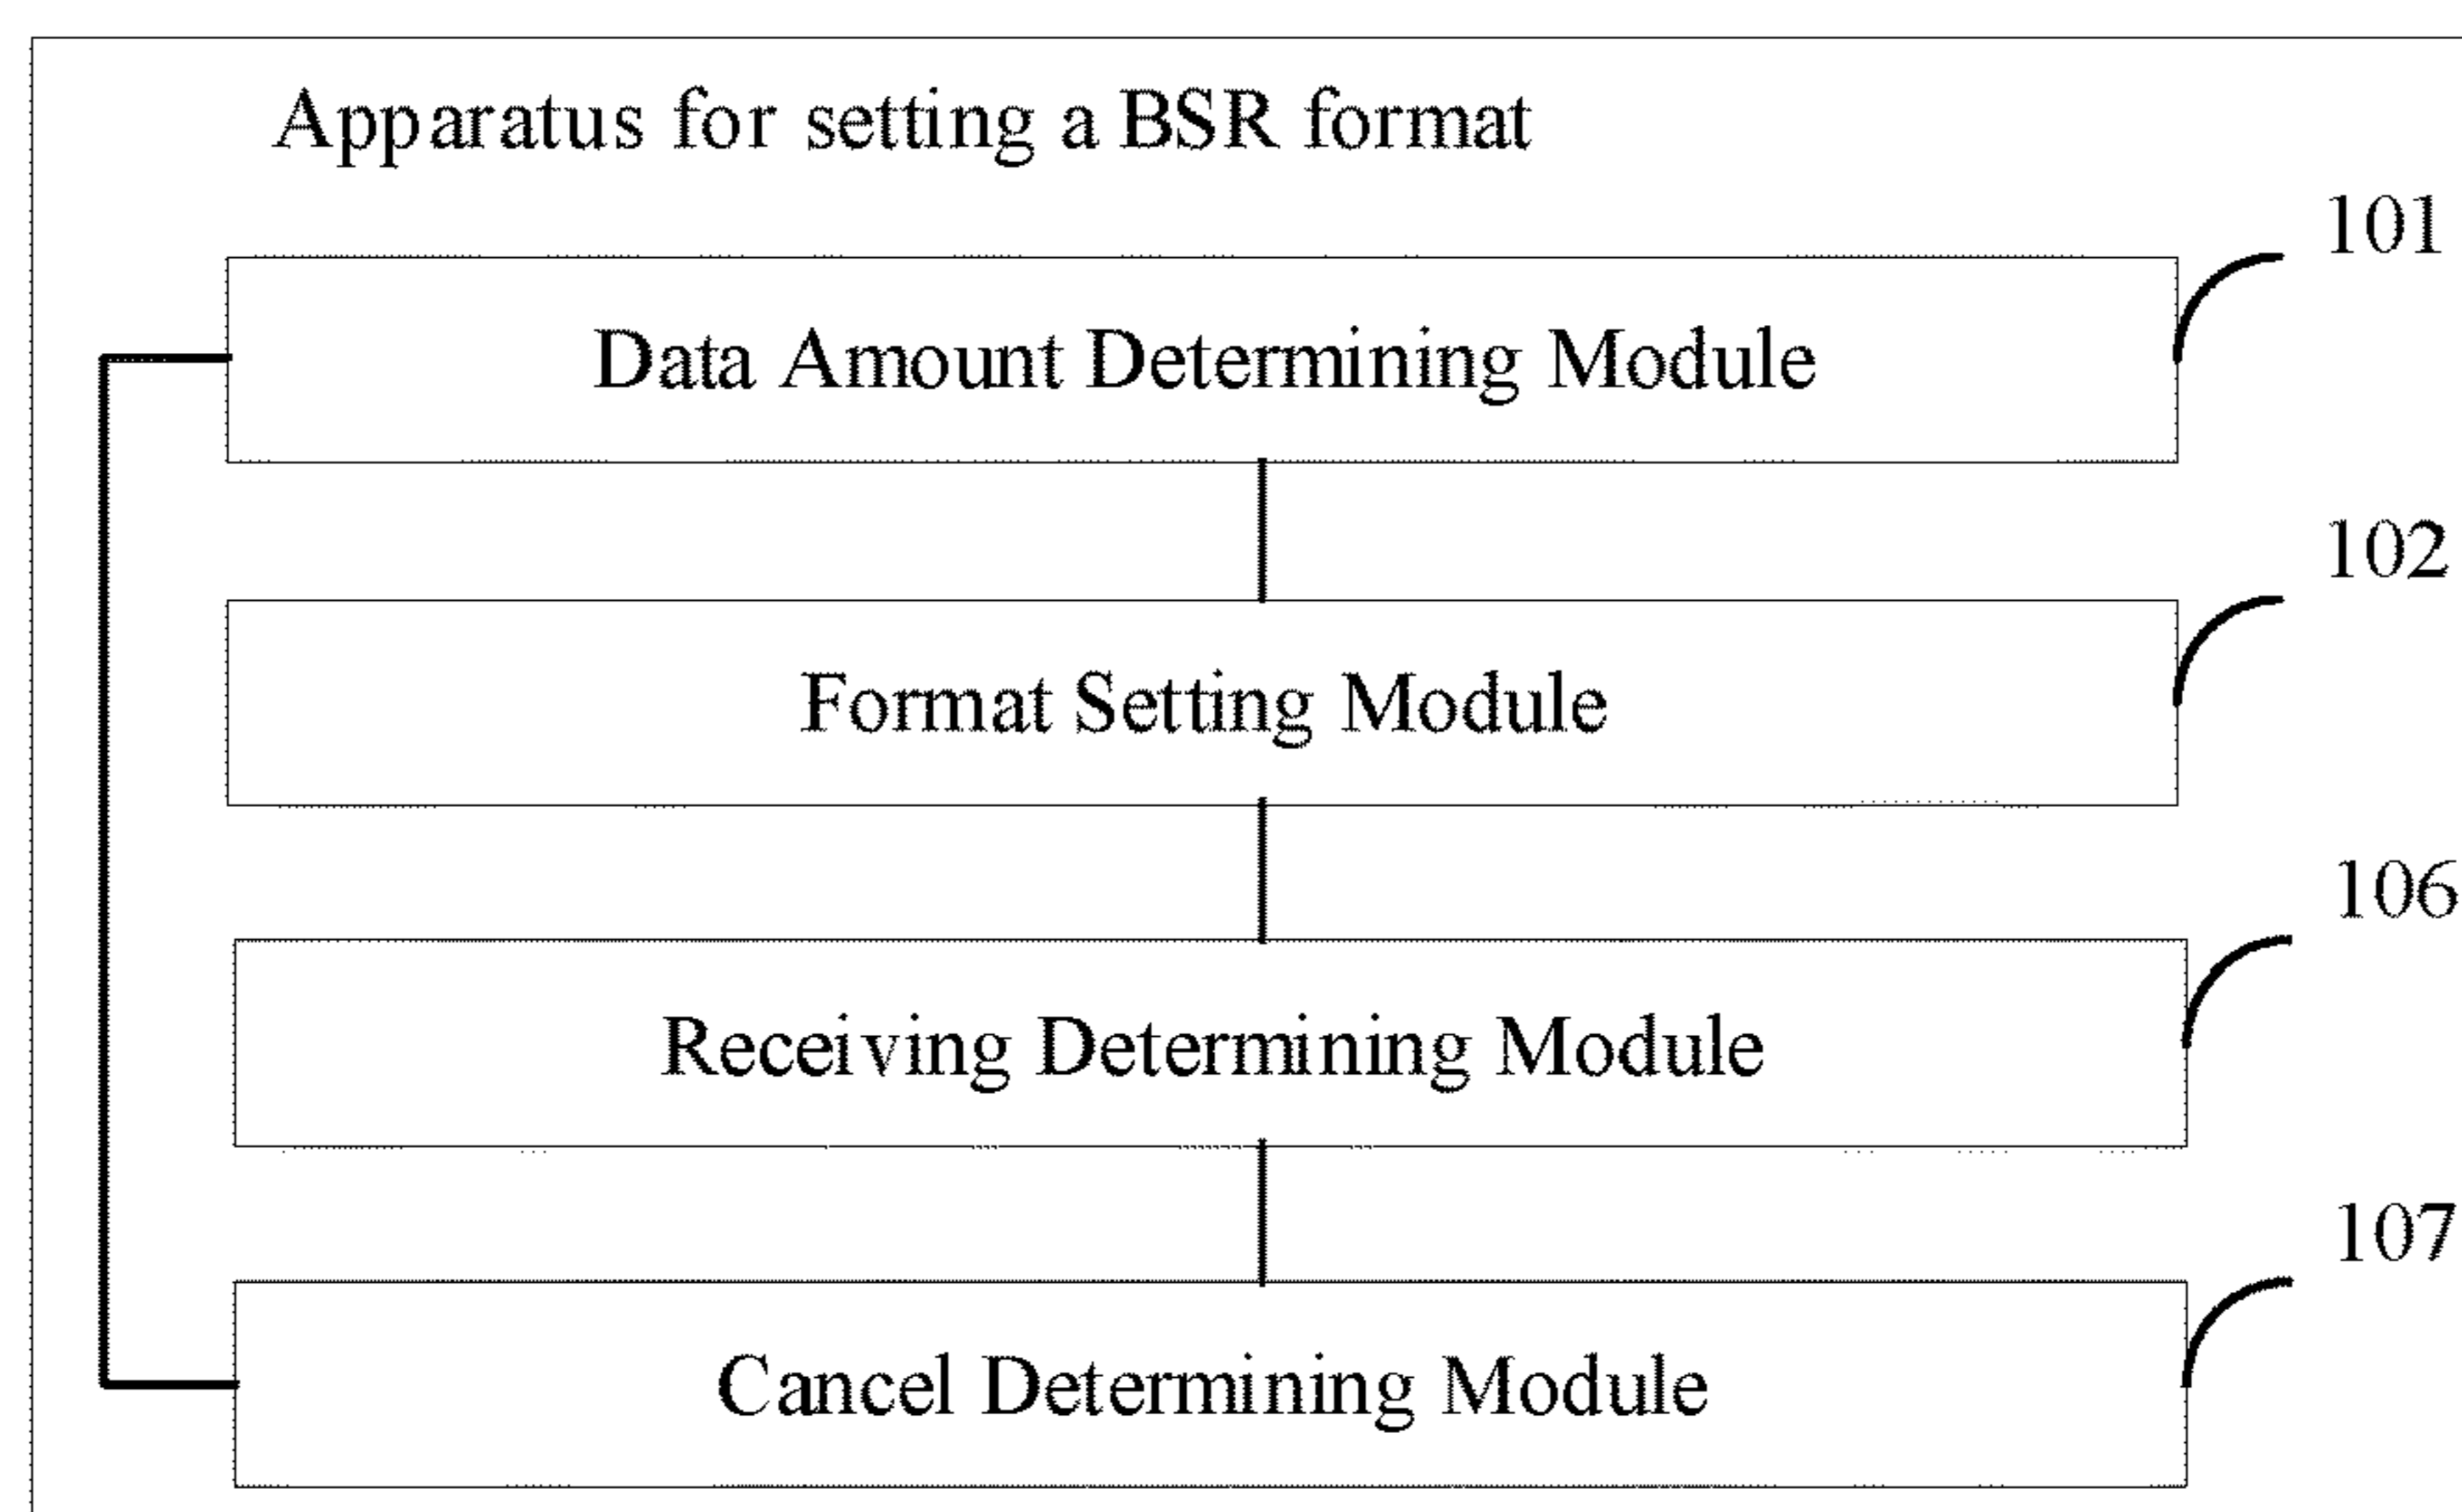 Apparatus for setting a BSR format
101
Data Amount Determining Module
102
Format Setting Module
106
Receiving Determining Module
107
Cancel Determining Module